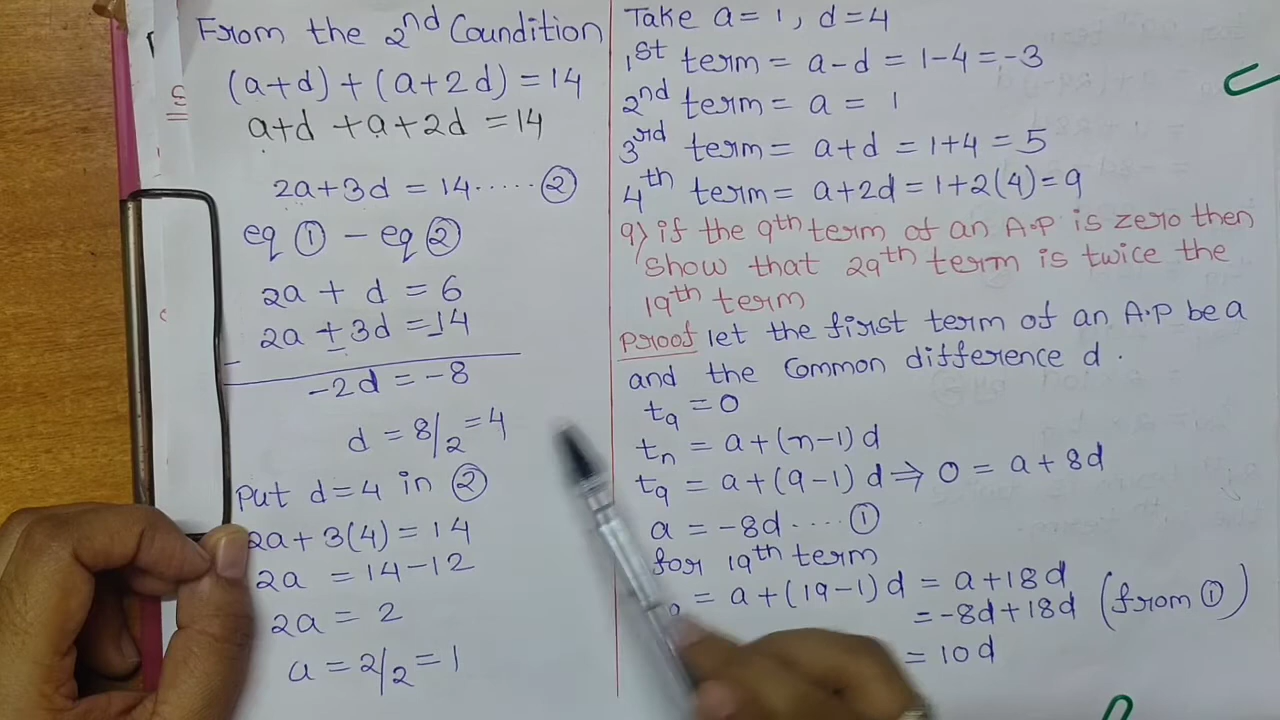 From the 2nd Coundition
(a+d) + (a+2d) = 14
a+d +a+2d = 14
2a+3d = 14..... ②
eq ① - eq ②
2a + d = 6
2a + 3d = 14
-2d = -8
d = 8/2 = 4
Put d=4 in ②
2a+3(4) = 14
2a = 14-12
2a = 2
a = 2/2 = 1
Take a=1, d=4
1st term = a-d = 1-4 = -3
2nd term = a = 1
3rd term = a+d = 1+4 = 5
4th term = a+2d = 1+2(4) = 9
9) if the 9th term of an A.P is zero then
show that 29th term is twice the
19th term
Proof let the first term of an A.P be a
and the Common difference d.
t9 = 0
tn = a+(n-1)d
t9 = a+(9-1)d ⇒ 0 = a+8d
a = -8d .... ①
for 19th term
= a+(19-1)d = a+18d
= -8d+18d (from ①)
= 10d